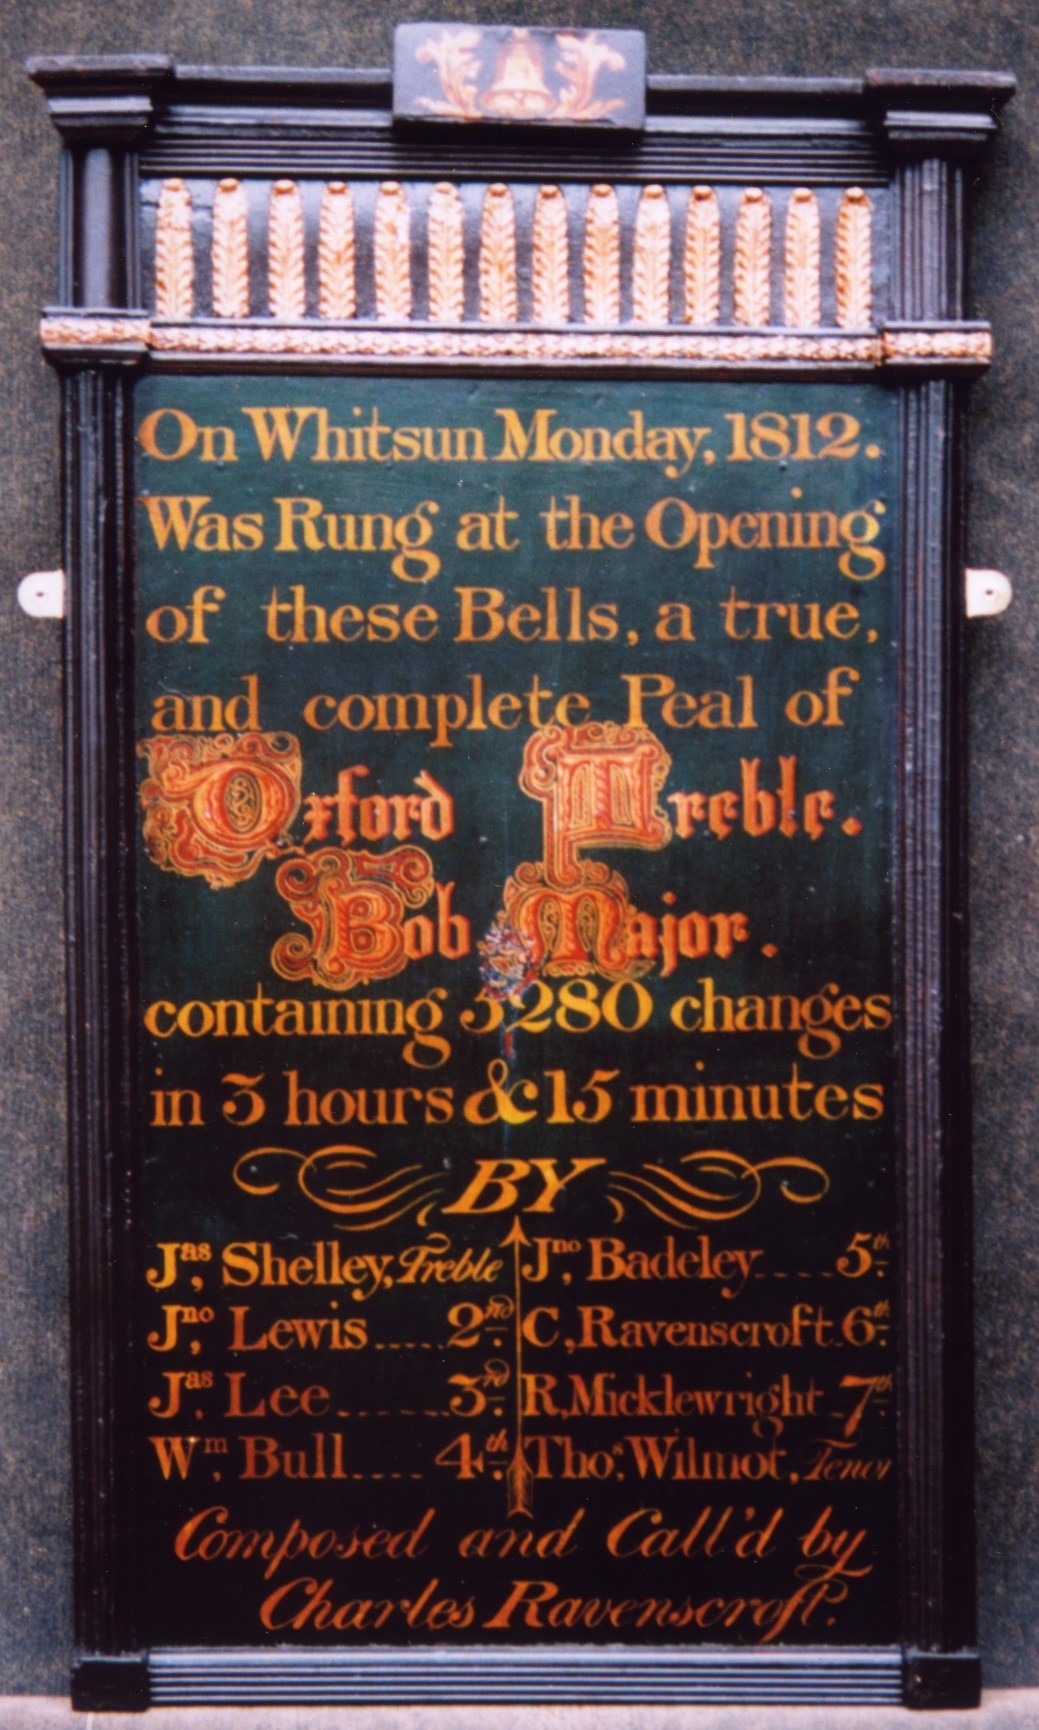 On Whitsun Monday, 1812.
Was Rung at the Opening
of these Bells, a true,
and complete Peal of
Oxford Treble.
Bob Major.
containing 5280 changes
in 3 hours & 15 minutes
BY
Jas, Shelley, Treble
Jno, Lewis .... 2nd.
Jas, Lee ...... 3rd.
Wm, Bull .... 4th.
Jno, Badeley .... 5th.
C, Ravenscroft . 6th.
R, Micklewright . 7th
Thos, Wilmot, Tenor
Composed and Call'd by
Charles Ravenscroft.